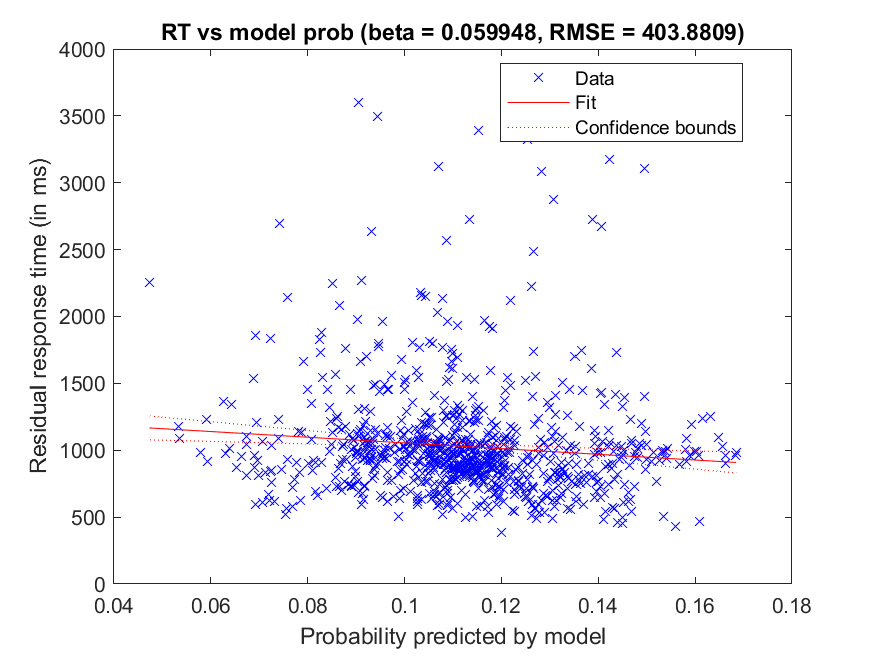 RT vs model prob (beta = 0.059948, RMSE = 403.8809)
4000
3500
3000
2500
2000
1500
1000
500
0
Residual response time (in ms)
Data
Fit
Confidence bounds
0.04
0.06
0.08
0.1
0.12
0.14
0.16
0.18
Probability predicted by model